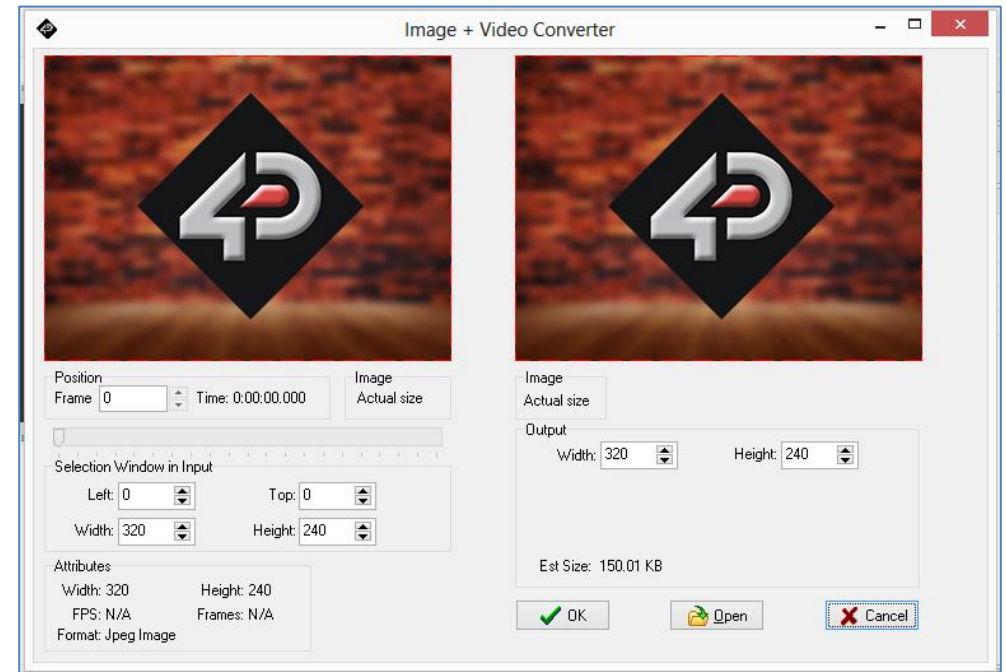 Image + Video Converter
4D
4D
Position
Frame 0 Time: 0:00:00.000
Image
Actual size
Selection Window in Input
Left: 0 Top: 0
Width: 320 Height: 240
Attributes
Width: 320 Height: 240
FPS: N/A Frames: N/A
Format: Jpeg Image
Image
Actual size
Output
Width: 320 Height: 240
Est Size: 150.01 KB
OK Open Cancel